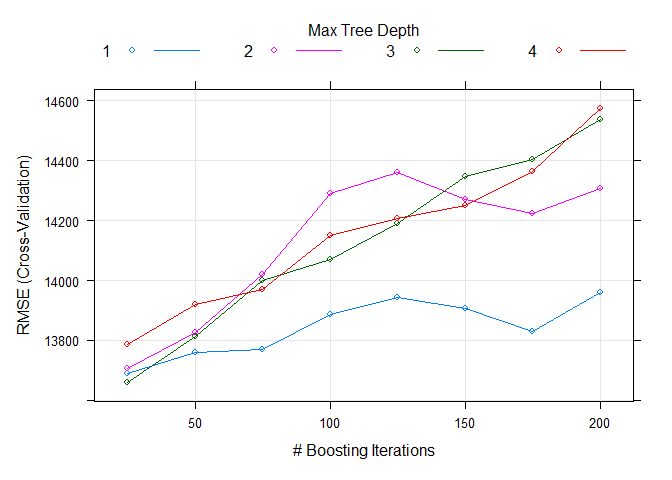 Max Tree Depth
1 2 3 4
14600
14400
14200
14000
13800
RMSE (Cross-Validation)
50 100 150 200
# Boosting Iterations